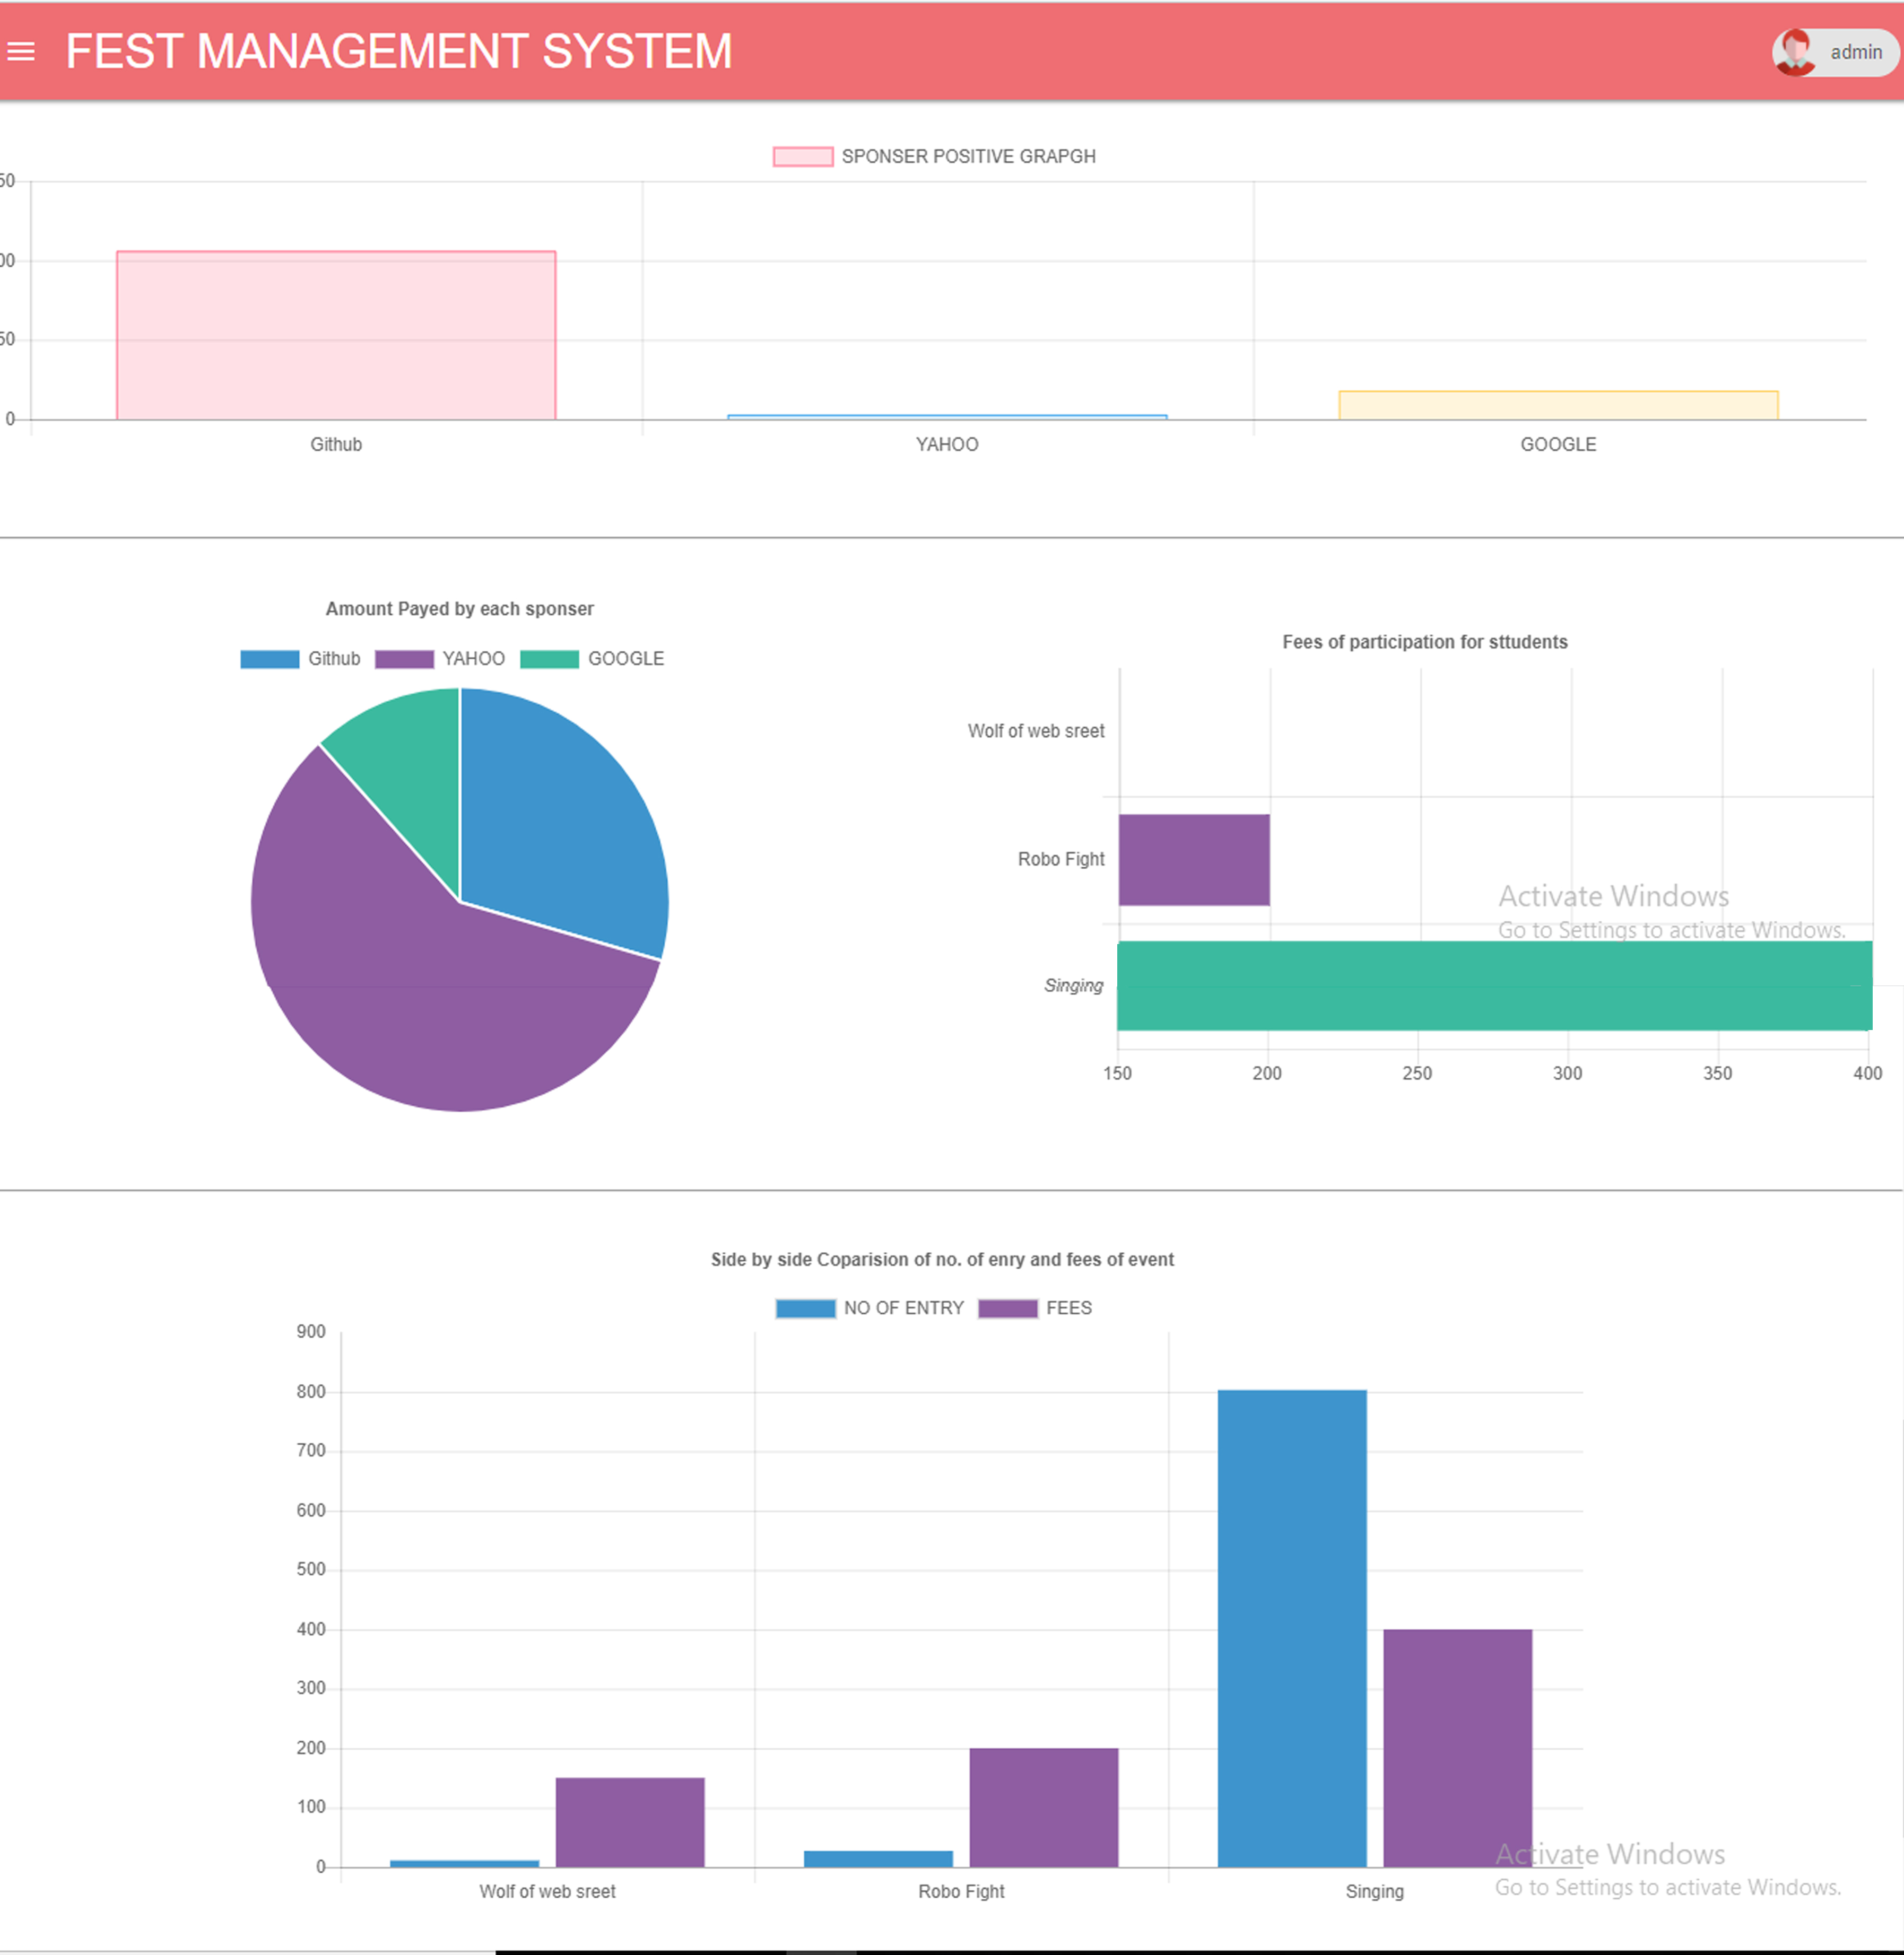 FEST MANAGEMENT SYSTEM
admin
SPONSER POSITIVE GRAPGH
50
00
50
0
Github
YAHOO
GOOGLE
Amount Payed by each sponser
Github YAHOO GOOGLE
Fees of participation for sttudents
Wolf of web sreet
Robo Fight
Singing
150 200 250 300 350 400
Activate Windows
Go to Settings to activate Windows.
Side by side Coparision of no. of enry and fees of event
NO OF ENTRY FEES
900
800
700
600
500
400
300
200
100
0
Wolf of web sreet
Robo Fight
Singing
Activate Windows
Go to Settings to activate Windows.